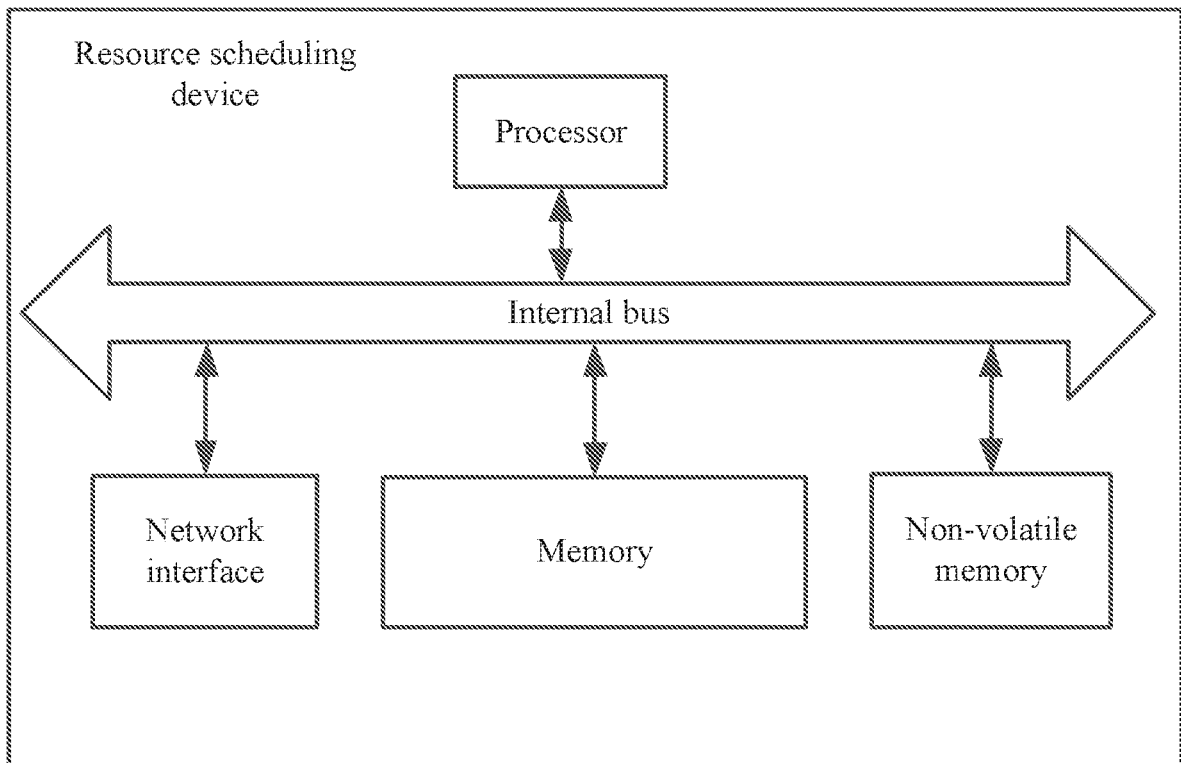 Resource scheduling
device
Processor
Internal bus
Network
interface
Memory
Non-volatile
memory